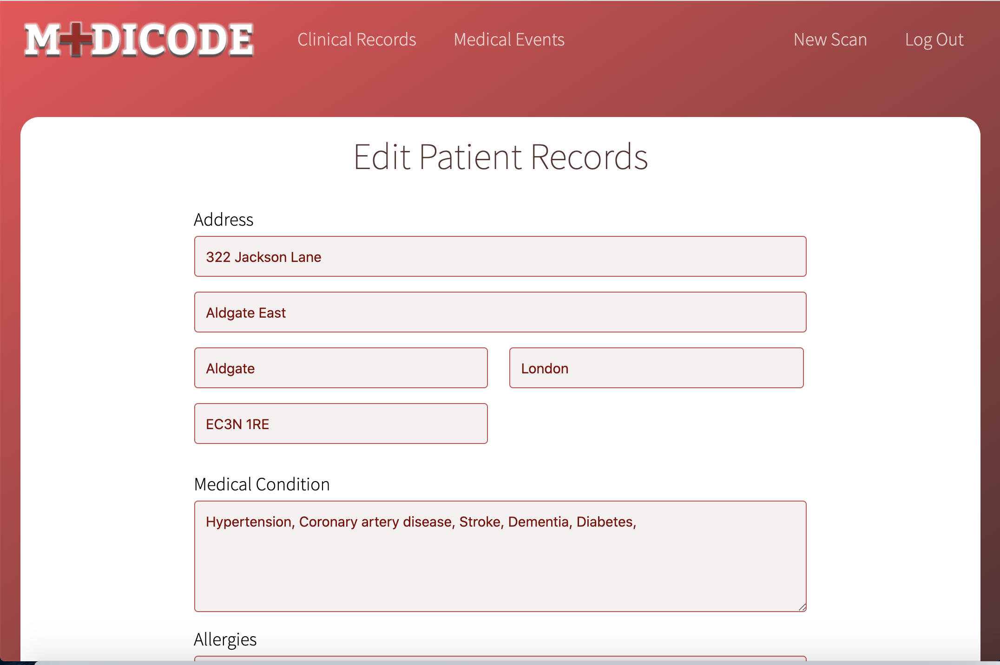 M+DICODE Clinical Records Medical Events New Scan Log Out
Edit Patient Records
Address
322 Jackson Lane
Aldgate East
Aldgate London
EC3N 1RE
Medical Condition
Hypertension, Coronary artery disease, Stroke, Dementia, Diabetes,
Allergies